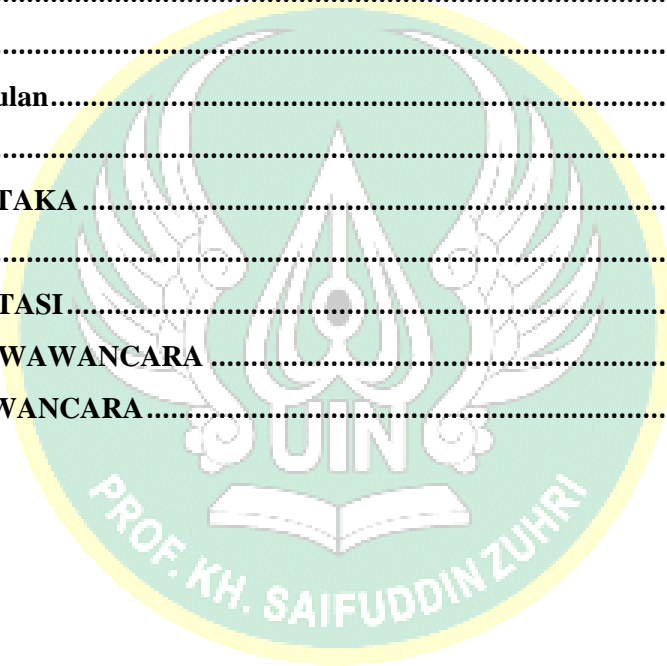 ................................................................................
................................................................................
ulan................................................................................
................................................................................
TAKA ................................................................................
................................................................................
TASI................................................................................
WAWANCARA ................................................................................
WANCARA................................................................................
UIN
PROF. KH. SAIFUDDIN ZUHRI